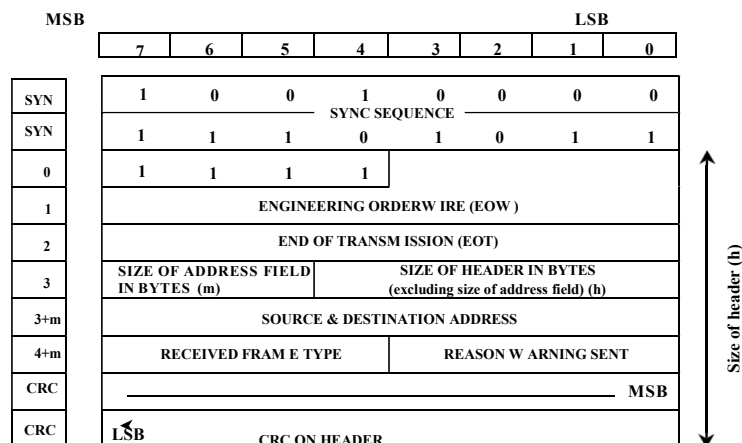 MSB LSB
7 6 5 4 3 2 1 0
SYN 1 0 0 1 0 0 0 0
SYNC SEQUENCE
SYN 1 1 1 0 1 0 1 1
0 1 1 1 1
1 ENGINEERING ORDERW IRE (EOW )
2 END OF TRANSM ISSION (EOT)
3 SIZE OF ADDRESS FIELD IN BYTES (m) SIZE OF HEADER IN BYTES
(excluding size of address field) (h)
3+m SOURCE & DESTINATION ADDRESS
4+m RECEIVED FRAM E TYPE REASON W ARNING SENT
CRC MSB
CRC LSB CRC ON HEADER
Size of header (h)